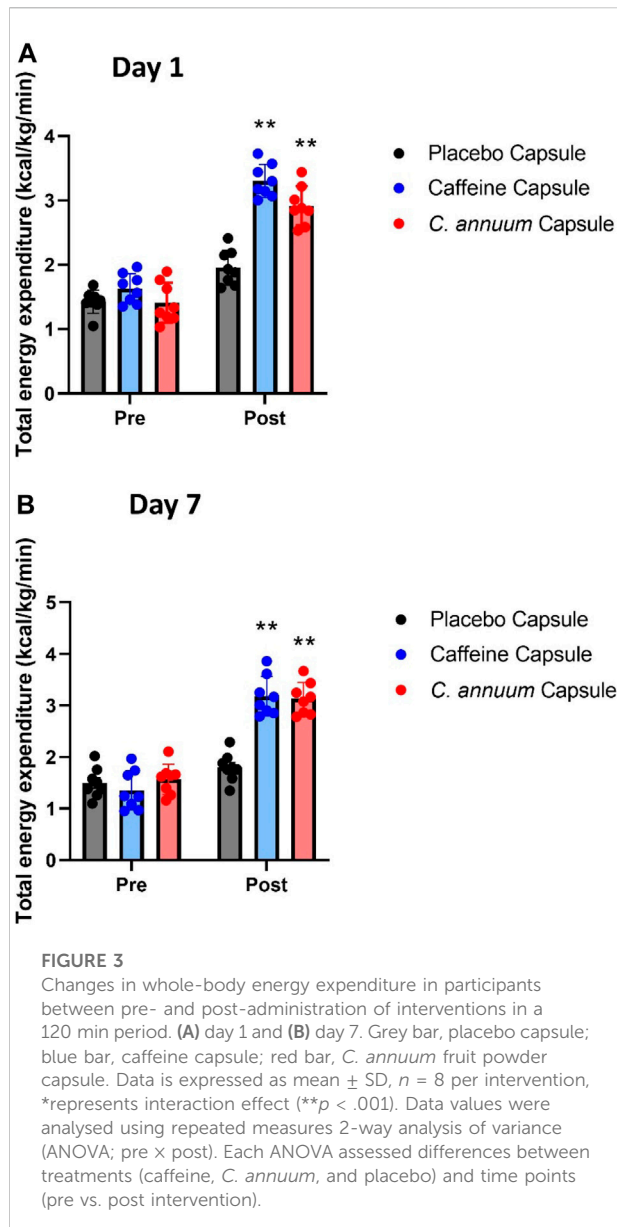 A
Day 1
Total energy expenditure (kcal/kg/min)
4
3
2
1
0
** **
Pre Post
Placebo Capsule
Caffeine Capsule
C. annuum Capsule
B
Day 7
Total energy expenditure (kcal/kg/min)
5
4
3
2
1
0
** **
Pre Post
Placebo Capsule
Caffeine Capsule
C. annuum Capsule
FIGURE 3
Changes in whole-body energy expenditure in participants
between pre- and post-administration of interventions in a
120 min period. (A) day 1 and (B) day 7. Grey bar, placebo capsule;
blue bar, caffeine capsule; red bar, C. annuum fruit powder
capsule. Data is expressed as mean ± SD, n = 8 per intervention,
*represents interaction effect (**p < .001). Data values were
analysed using repeated measures 2-way analysis of variance
(ANOVA; pre × post). Each ANOVA assessed differences between
treatments (caffeine, C. annuum, and placebo) and time points
(pre vs. post intervention).